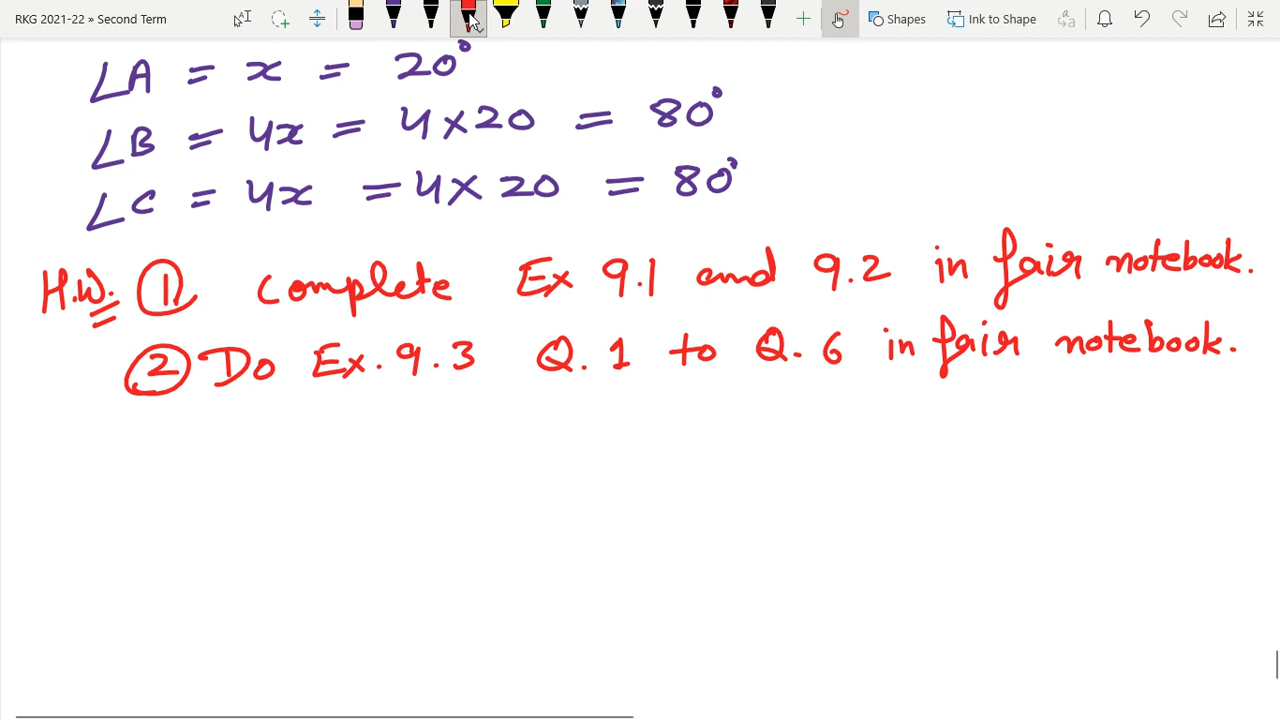 RKG 2021-22 » Second Term
Shapes
Ink to Shape
∠A = x = 20°
∠B = 4x = 4×20 = 80°
∠C = 4x = 4×20 = 80°
H.W. ① Complete Ex 9.1 and 9.2 in fair notebook.
② Do Ex. 9.3 Q. 1 to Q. 6 in fair notebook.